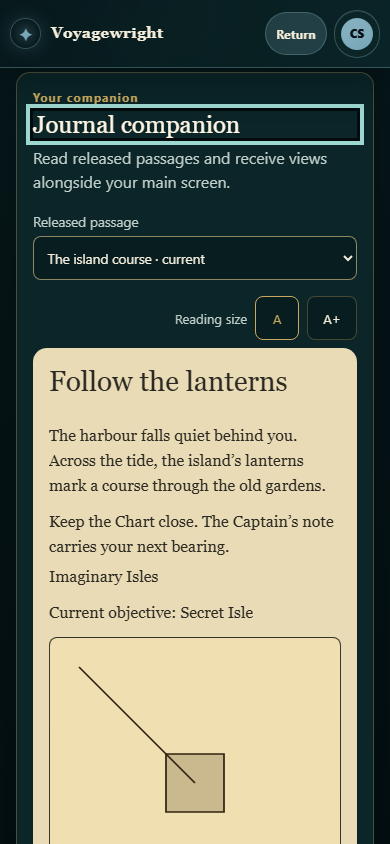 Voyagewright
Return
CS
Your companion
Journal companion
Read released passages and receive views
alongside your main screen.
Released passage
The island course · current
Reading size
A
A+
Follow the lanterns
The harbour falls quiet behind you.
Across the tide, the island’s lanterns
mark a course through the old gardens.
Keep the Chart close. The Captain’s note
carries your next bearing.
Imaginary Isles
Current objective: Secret Isle